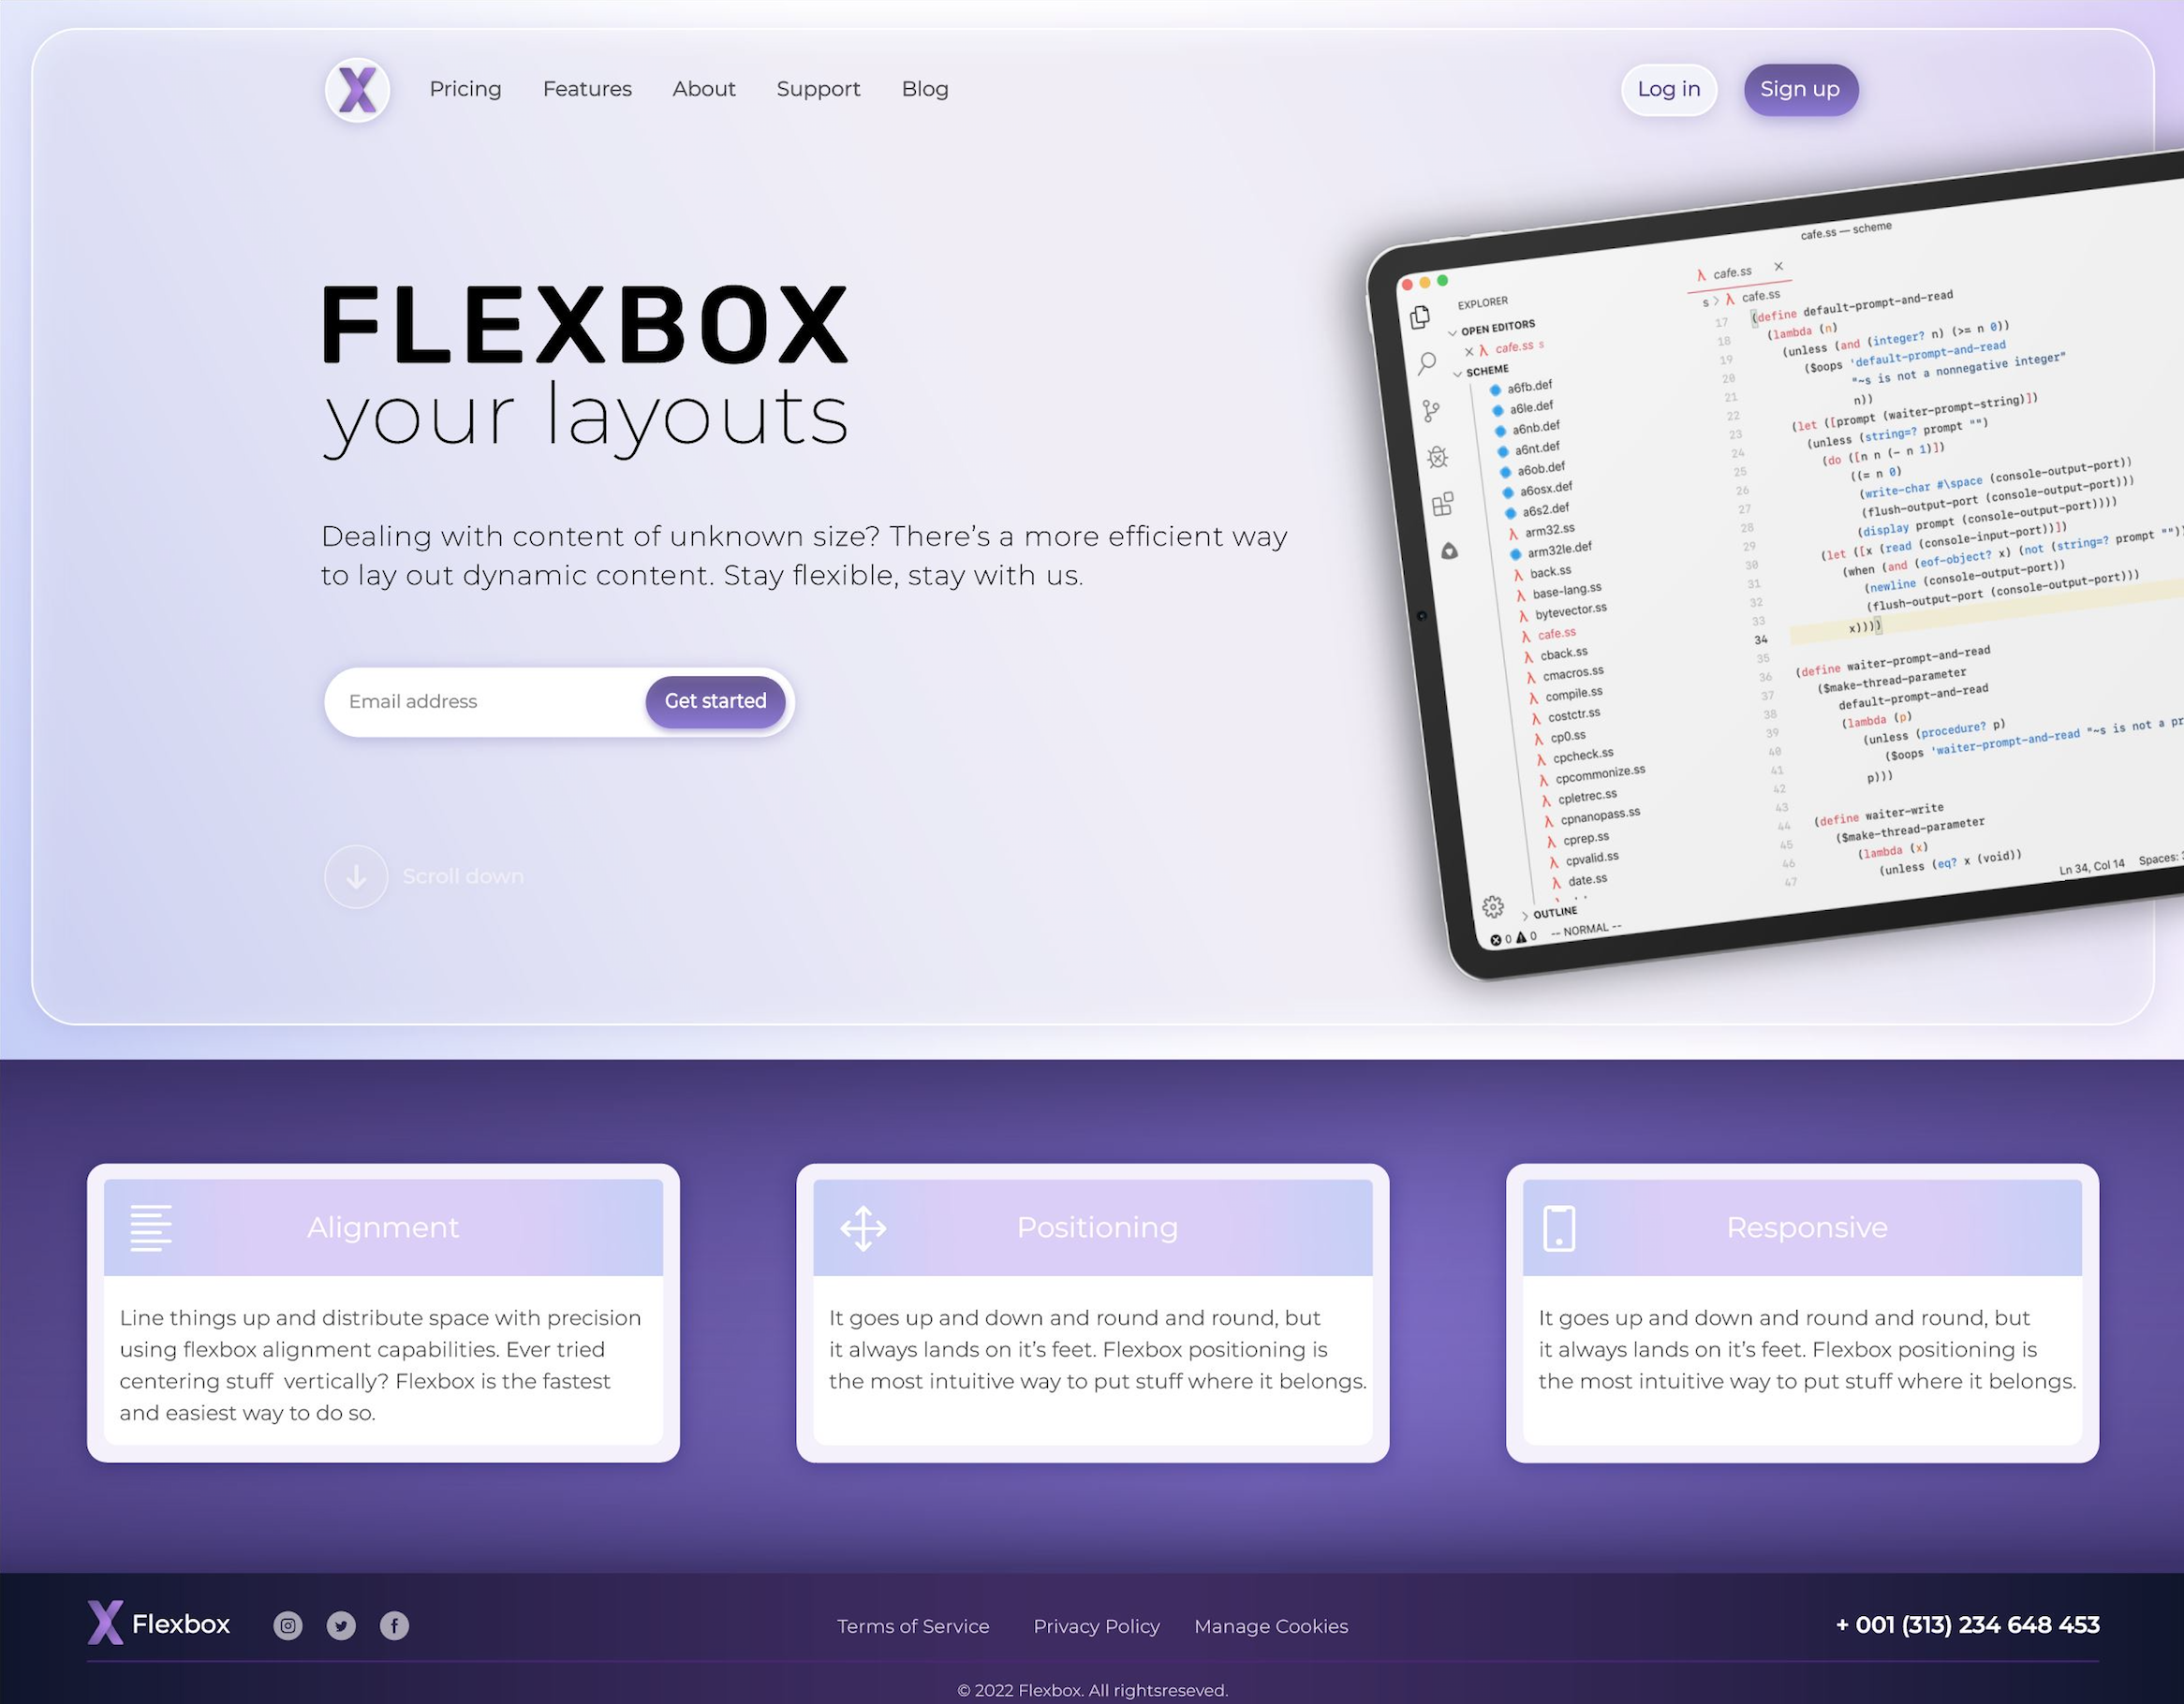 Pricing
Features
About
Support
Blog
Log in
Sign up
FLEXBOX
your layouts
Dealing with content of unknown size? There’s a more efficient way
to lay out dynamic content. Stay flexible, stay with us.
Email address
Get started
Scroll down
cafe.ss — scheme
EXPLORER
OPEN EDITORS
cafe.ss s
SCHEME
a6fb.def
a6le.def
a6nb.def
a6nt.def
a6ob.def
a6osx.def
a6s2.def
arm32.ss
arm32le.def
back.ss
base-lang.ss
bytevector.ss
cafe.ss
cback.ss
cmacros.ss
compile.ss
costctr.ss
cp0.ss
cpcheck.ss
cpcommonize.ss
cpletrec.ss
cpnanopass.ss
cprep.ss
cpvalid.ss
date.ss
OUTLINE
0 0 -- NORMAL --
λ cafe.ss
s > λ cafe.ss
17 (define default-prompt-and-read
18 (lambda (n)
19 (unless (and (integer? n) (>= n 0))
20 ($oops 'default-prompt-and-read
21 "~s is not a nonnegative integer"
22 n))
23 (let ([prompt (waiter-prompt-string)])
24 (unless (string=? prompt "")
25 (do ([n n (- n 1)])
26 ((= n 0)
27 (write-char #\space (console-output-port))
28 (flush-output-port (console-output-port)))
29 (display prompt (console-output-port))))
30 (let ([x (read (console-input-port))])
31 (when (and (eof-object? x) (not (string=? prompt ""))
32 (newline (console-output-port))
33 (flush-output-port (console-output-port)))
34 x))))
35
36 (define waiter-prompt-and-read
37 ($make-thread-parameter
38 default-prompt-and-read
39 (lambda (p)
40 (unless (procedure? p)
41 ($oops 'waiter-prompt-and-read "~s is not a pr
42 p)))
43
44 (define waiter-write
45 ($make-thread-parameter
46 (lambda (x)
47 (unless (eq? x (void))
Ln 34, Col 14 Spaces:
Alignment
Line things up and distribute space with precision
using flexbox alignment capabilities. Ever tried
centering stuff vertically? Flexbox is the fastest
and easiest way to do so.
Positioning
It goes up and down and round and round, but
it always lands on it’s feet. Flexbox positioning is
the most intuitive way to put stuff where it belongs.
Responsive
It goes up and down and round and round, but
it always lands on it’s feet. Flexbox positioning is
the most intuitive way to put stuff where it belongs.
Flexbox
Terms of Service
Privacy Policy
Manage Cookies
+ 001 (313) 234 648 453
© 2022 Flexbox. All rightsreseved.